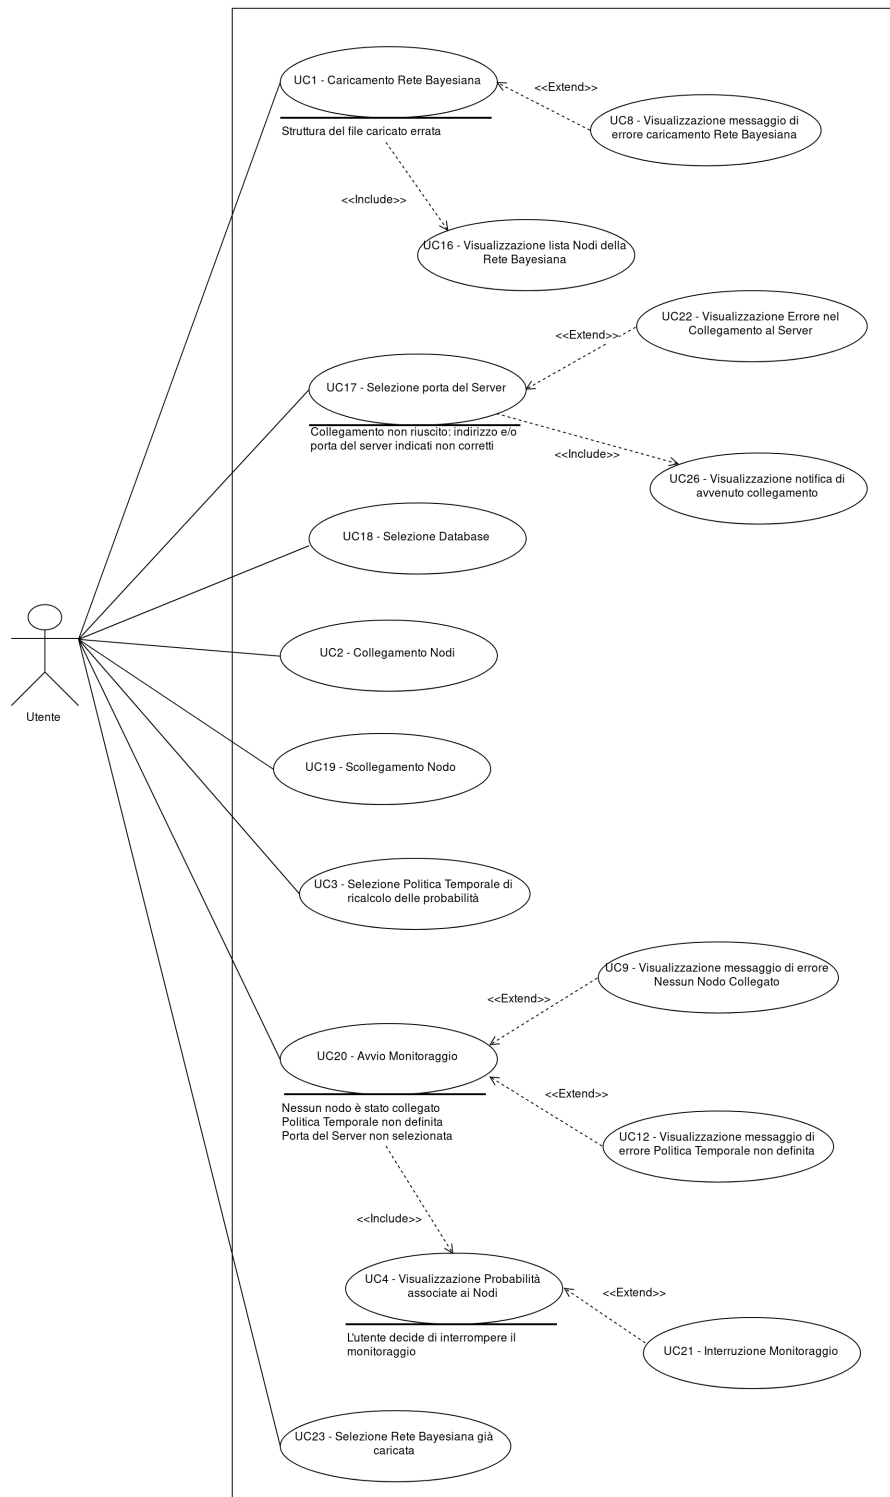 UC1 - Caricamento Rete Bayesiana
<<Extend>>
UC8 - Visualizzazione messaggio di
errore caricamento Rete Bayesiana
Struttura del file caricato errata
<<Include>>
UC16 - Visualizzazione lista Nodi della
Rete Bayesiana
UC22 - Visualizzazione Errore nel
Collegamento al Server
<<Extend>>
UC17 - Selezione porta del Server
Collegamento non riuscito: indirizzo e/o
porta del server indicati non corretti
<<Include>>
UC26 - Visualizzazione notifica di
avvenuto collegamento
UC18 - Selezione Database
UC2 - Collegamento Nodi
Utente
UC19 - Scollegamento Nodo
UC3 - Selezione Politica Temporale di
ricalcolo delle probabilità
UC9 - Visualizzazione messaggio di errore
Nessun Nodo Collegato
<<Extend>>
UC20 - Avvio Monitoraggio
<<Extend>>
Nessun nodo è stato collegato
Politica Temporale non definita
Porta del Server non selezionata
UC12 - Visualizzazione messaggio di
errore Politica Temporale non definita
<<Include>>
UC4 - Visualizzazione Probabilità
associate ai Nodi
<<Extend>>
L'utente decide di interrompere il
monitoraggio
UC21 - Interruzione Monitoraggio
UC23 - Selezione Rete Bayesiana già
caricata